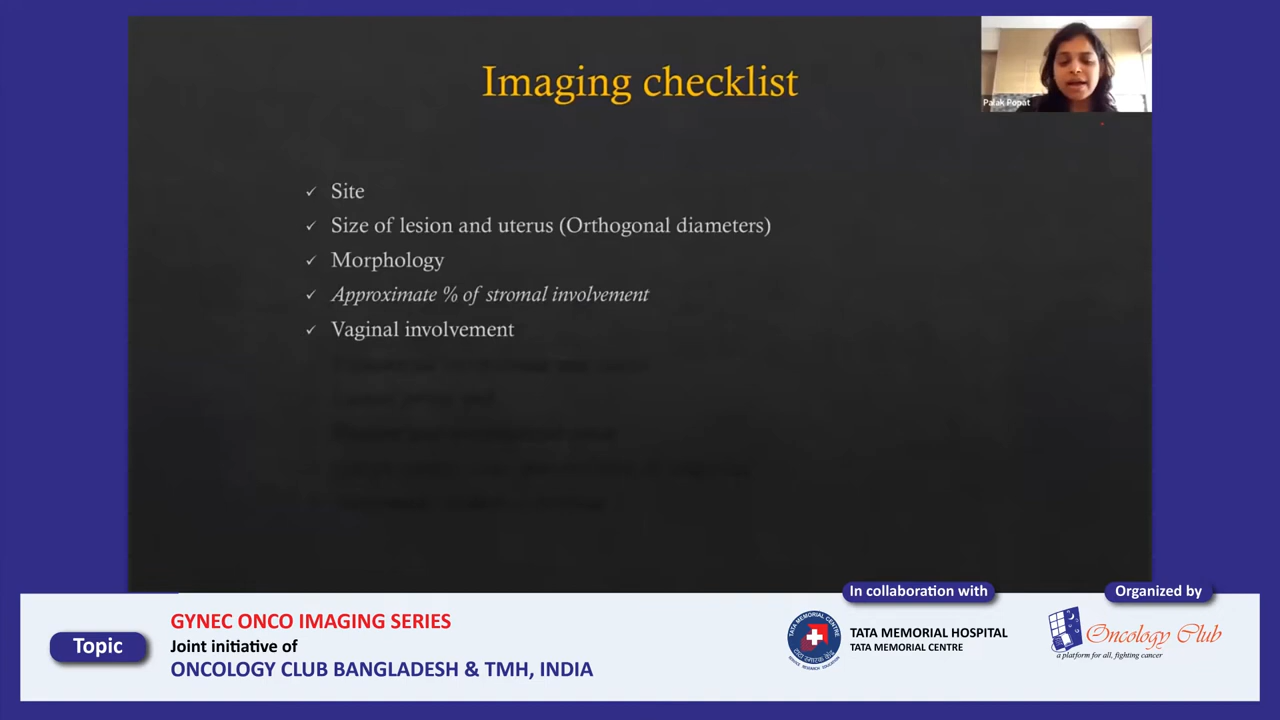 Imaging checklist
Palak Popat
✓ Site
✓ Size of lesion and uterus (Orthogonal diameters)
✓ Morphology
✓ Approximate % of stromal involvement
✓ Vaginal involvement
Topic
GYNEC ONCO IMAGING SERIES
Joint initiative of
ONCOLOGY CLUB BANGLADESH & TMH, INDIA
In collaboration with
TATA MEMORIAL HOSPITAL
TATA MEMORIAL CENTRE
Organized by
Oncology Club
a platform for all, fighting cancer